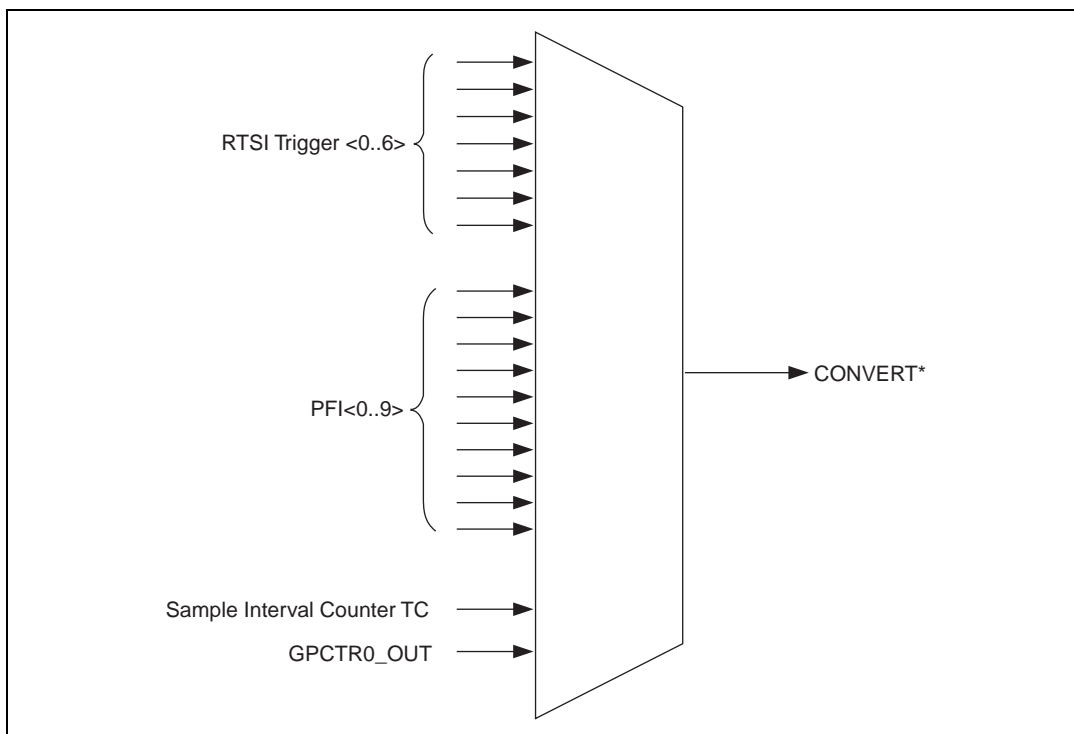 RTSI Trigger <0..6>
PFI<0..9>
CONVERT*
Sample Interval Counter TC
GPCTR0_OUT